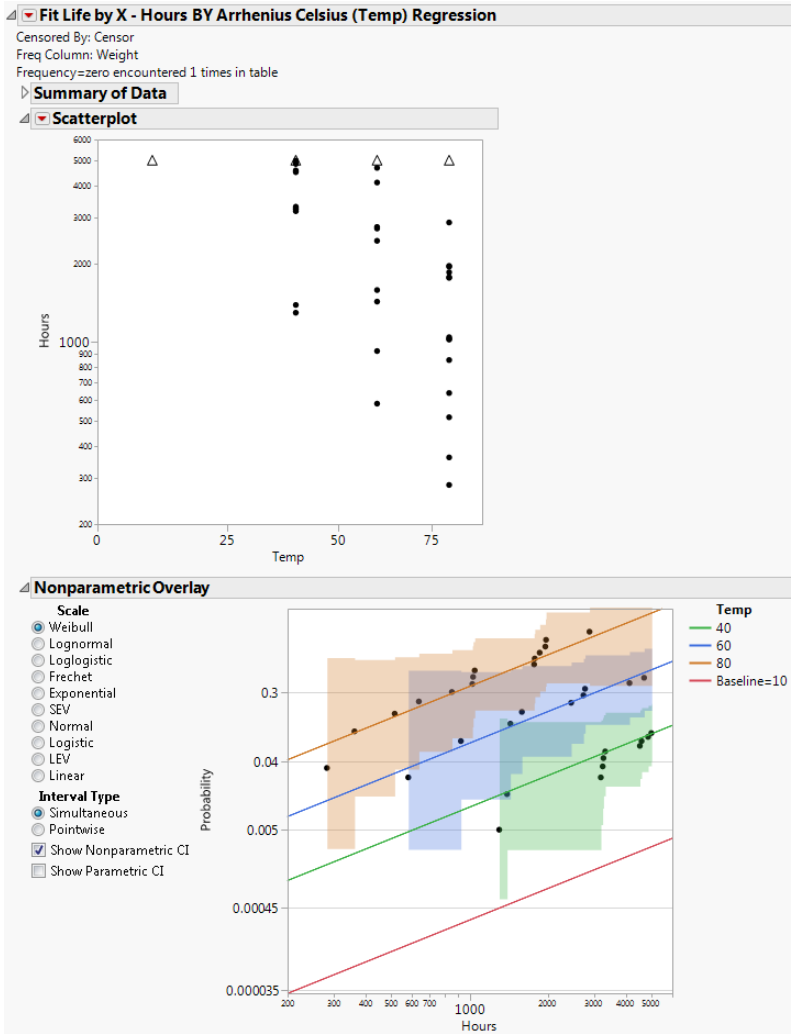 Fit Life by X - Hours BY Arrhenius Celsius (Temp) Regression
Censored By: Censor
Freq Column: Weight
Frequency=zero encountered 1 times in table
Summary of Data
Scatterplot
6000
5000
4000
3000
2000
1000
900
800
700
600
500
400
300
200
Hours
0
25
50
75
Temp
Nonparametric Overlay
Scale
Weibull
Lognormal
Loglogistic
Frechet
Exponential
SEV
Normal
Logistic
LEV
Linear
Interval Type
Simultaneous
Pointwise
Show Nonparametric CI
Show Parametric CI
Probability
0.3
0.04
0.005
0.00045
0.000035
200
300
400
500
600
700
1000
2000
3000
5000
Hours
Temp
40
60
80
Baseline=10